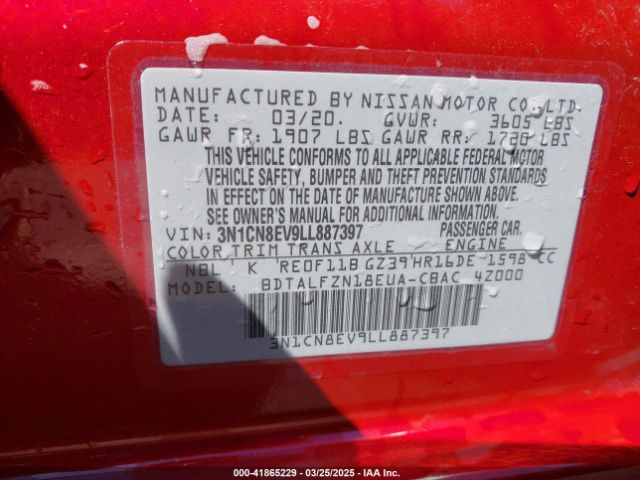 MANUFACTURED BY NISSAN MOTOR CO.,LTD.
DATE: 03/20. GVWR: 3605 LBS
GAWR FR: 1907 LBS GAWR RR: 1720 LBS
THIS VEHICLE CONFORMS TO ALL APPLICABLE FEDERAL MOTOR
VEHICLE SAFETY, BUMPER AND THEFT PREVENTION STANDARDS
IN EFFECT ON THE DATE OF MANUFACTURE SHOWN ABOVE.
SEE OWNER'S MANUAL FOR ADDITIONAL INFORMATION.
VIN: 3N1CN8EV9LL887397 PASSENGER CAR.
COLOR TRIM TRANS AXLE ENGINE
NBL K RE0F11B GZ39 HR16DE 1598 CC
MODEL: BDTALFZN18EUA-CBAC 4Z000
3N1CN8EV9LL887397
000-41865229 | 03/25/2025 | IAA Inc.